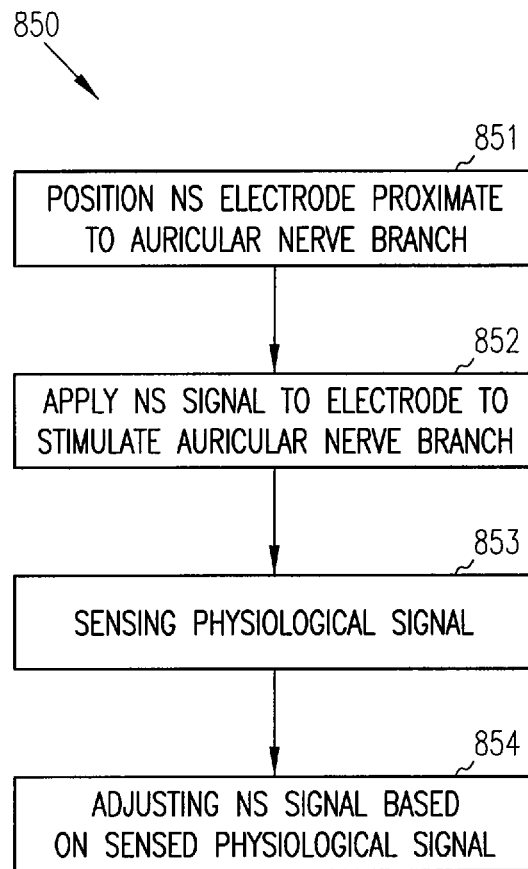 850
851
POSITION NS ELECTRODE PROXIMATE
TO AURICULAR NERVE BRANCH
852
APPLY NS SIGNAL TO ELECTRODE TO
STIMULATE AURICULAR NERVE BRANCH
853
SENSING PHYSIOLOGICAL SIGNAL
854
ADJUSTING NS SIGNAL BASED
ON SENSED PHYSIOLOGICAL SIGNAL